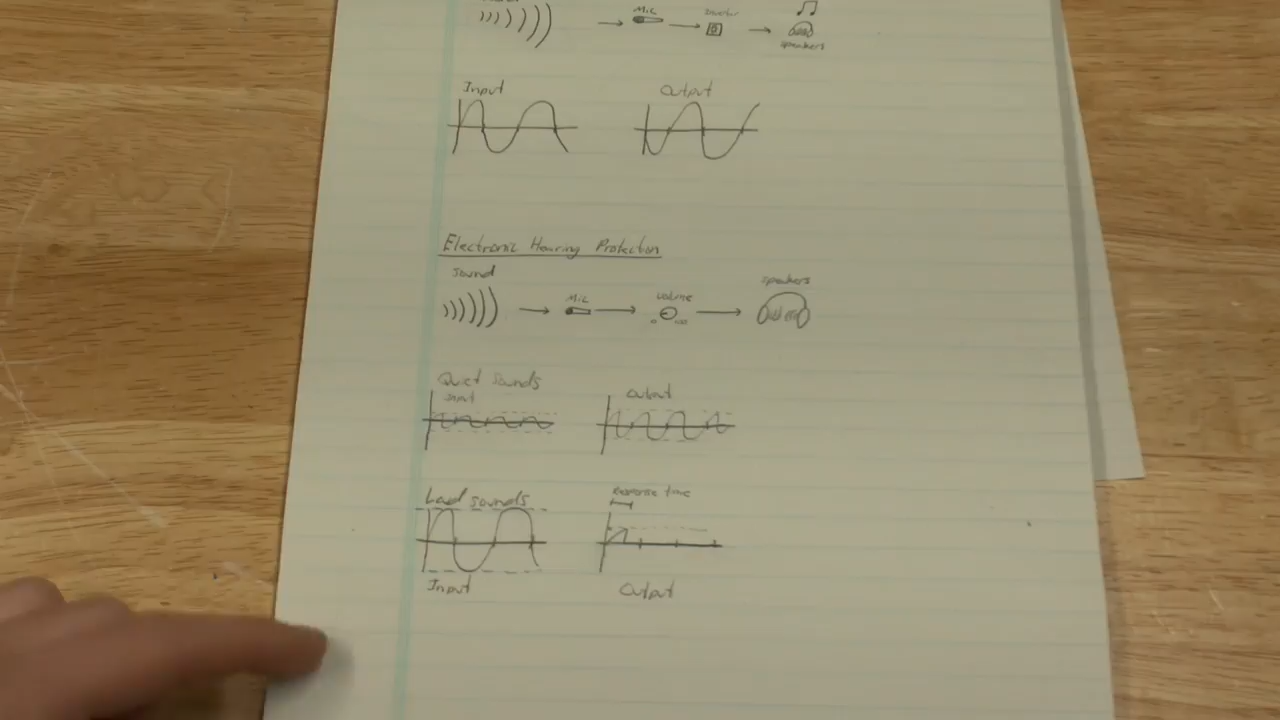 Mic
Invertor
speakers
Input
Output
Electronic Hearing Protection
Sound
Mic
volume
speakers
Quiet sounds
Input
Output
Loud sounds
Response time
Input
Output